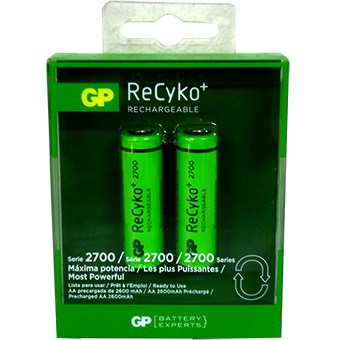 GP ReCyko+
RECHARGEABLE
GP ReCyko+ 2700
RECHARGEABLE
GP ReCyko+ 2700
RECHARGEABLE
Serie 2700 / Série 2700 / 2700 Series
Máxima potencia / Les plus Puissantes /
Most Powerful
Lista para usar / Prêt à l'Emploi / Ready to Use
AA precargada de 2600 mAh / AA 2600mAh Préchargé /
Precharged AA 2600mAh
GP [BATTERY EXPERTS]